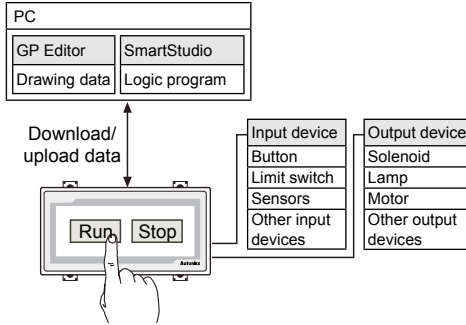 PC
GP Editor
Drawing data
SmartStudio
Logic program
Download/
upload data
Run
Stop
Autonics
Input device
Button
Limit switch
Sensors
Other input
devices
Output device
Solenoid
Lamp
Motor
Other output
devices